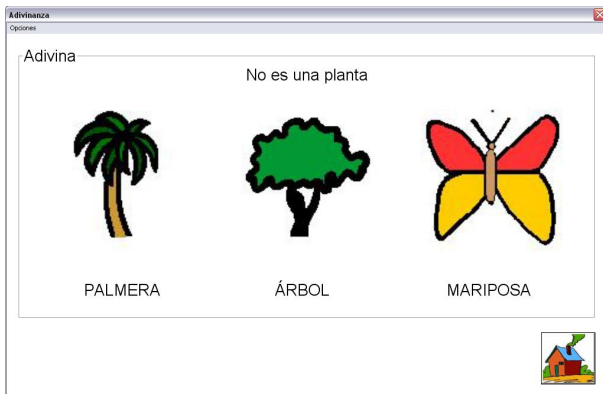 Adivinanza
Opciones
Adivina
No es una planta
PALMERA ÁRBOL MARIPOSA